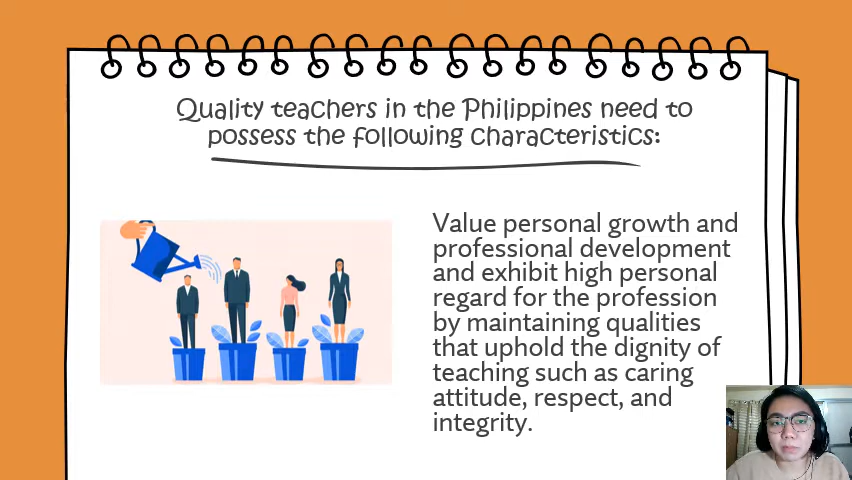 Quality teachers in the Philippines need to
possess the following characteristics:
Value personal growth and
professional development
and exhibit high personal
regard for the profession
by maintaining qualities
that uphold the dignity of
teaching such as caring
attitude, respect, and
integrity.